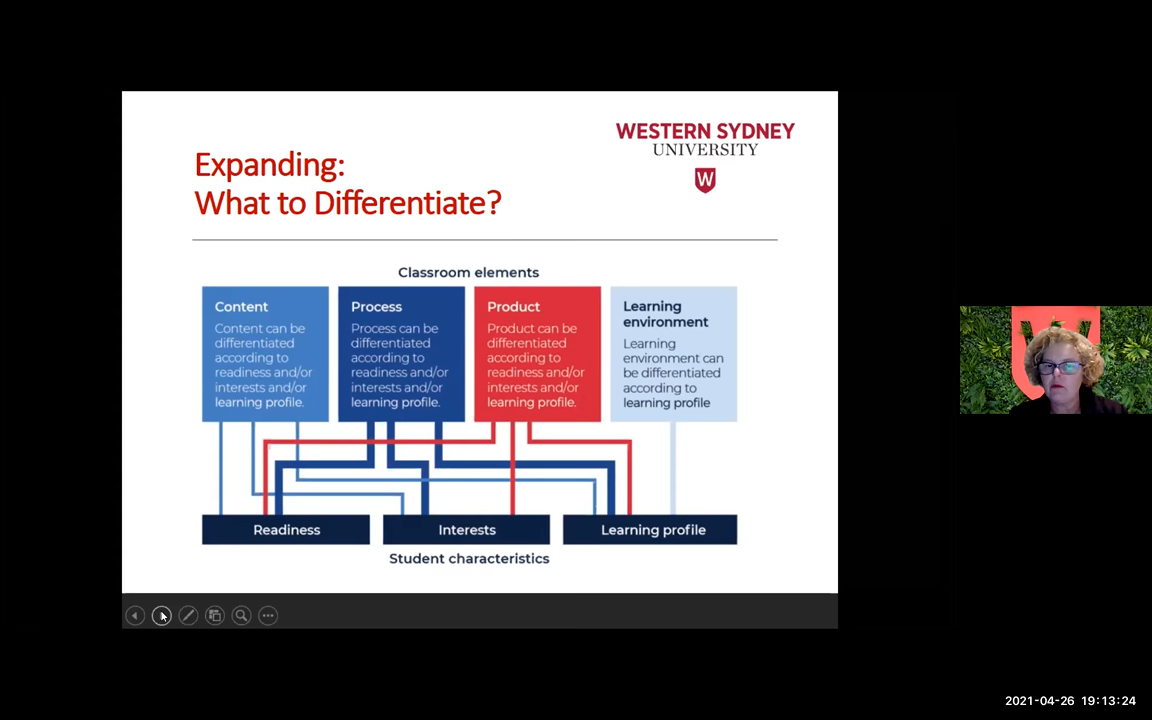 WESTERN SYDNEY
UNIVERSITY
W
Expanding:
What to Differentiate?
Classroom elements
Content
Content can be
differentiated
according to
readiness and/or
interests and/or
learning profile.
Process
Process can be
differentiated
according to
readiness and/or
interests and/or
learning profile.
Product
Product can be
differentiated
according to
readiness and/or
interests and/or
learning profile.
Learning
environment
Learning
environment can
be differentiated
according to
learning profile
Readiness
Interests
Learning profile
Student characteristics
2021-04-26 19:13:24